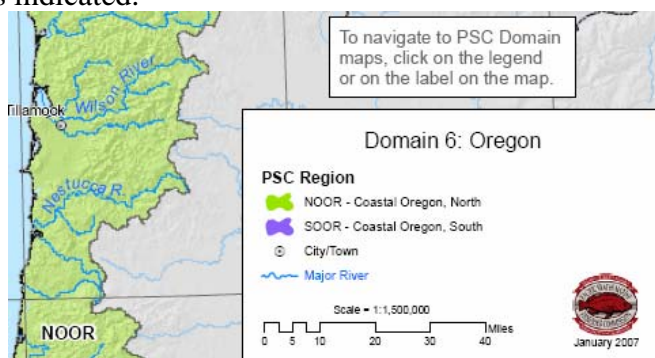 s indicated.
To navigate to PSC Domain
maps, click on the legend
or on the label on the map.
Tillamook
Wilson River
Nestucca R.
NOOR
Domain 6: Oregon
PSC Region
NOOR - Coastal Oregon, North
SOOR - Coastal Oregon, South
City/Town
Major River
Scale = 1:1,500,000
Miles
0 5 10 20 30 40
January 2007